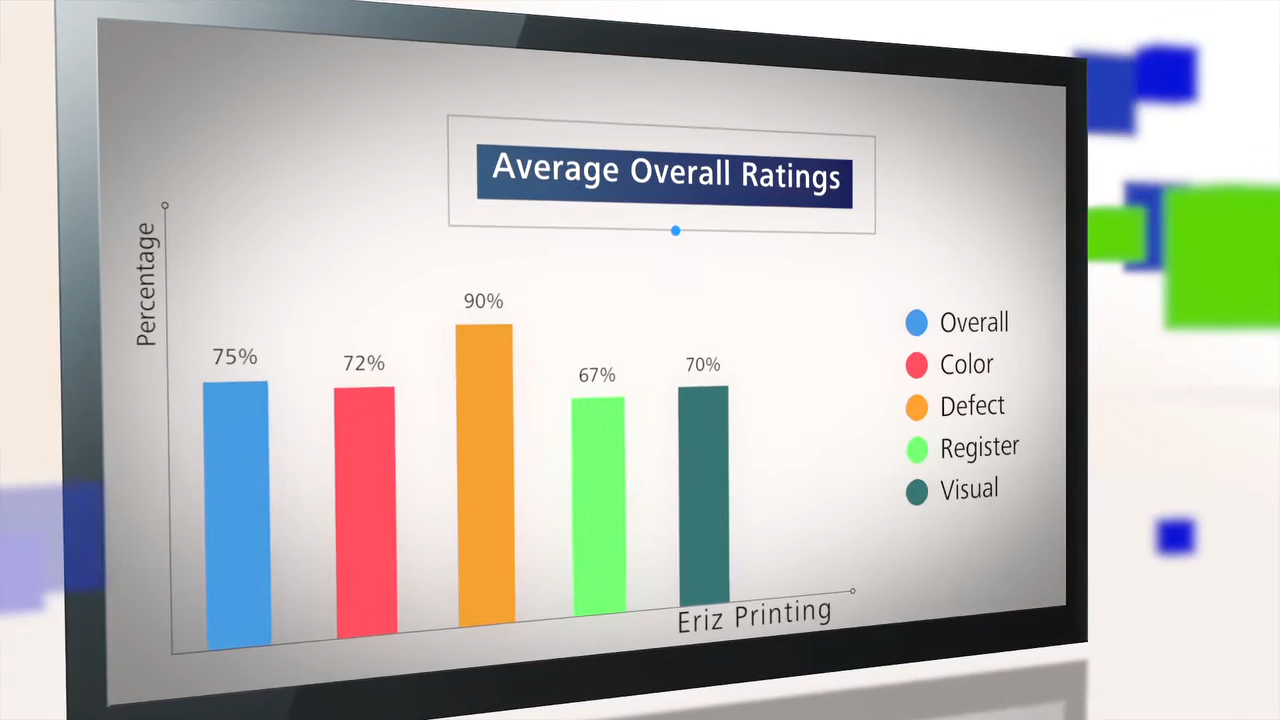 Average Overall Ratings
Percentage
75%
72%
90%
67%
70%
Overall
Color
Defect
Register
Visual
Eriz Printing